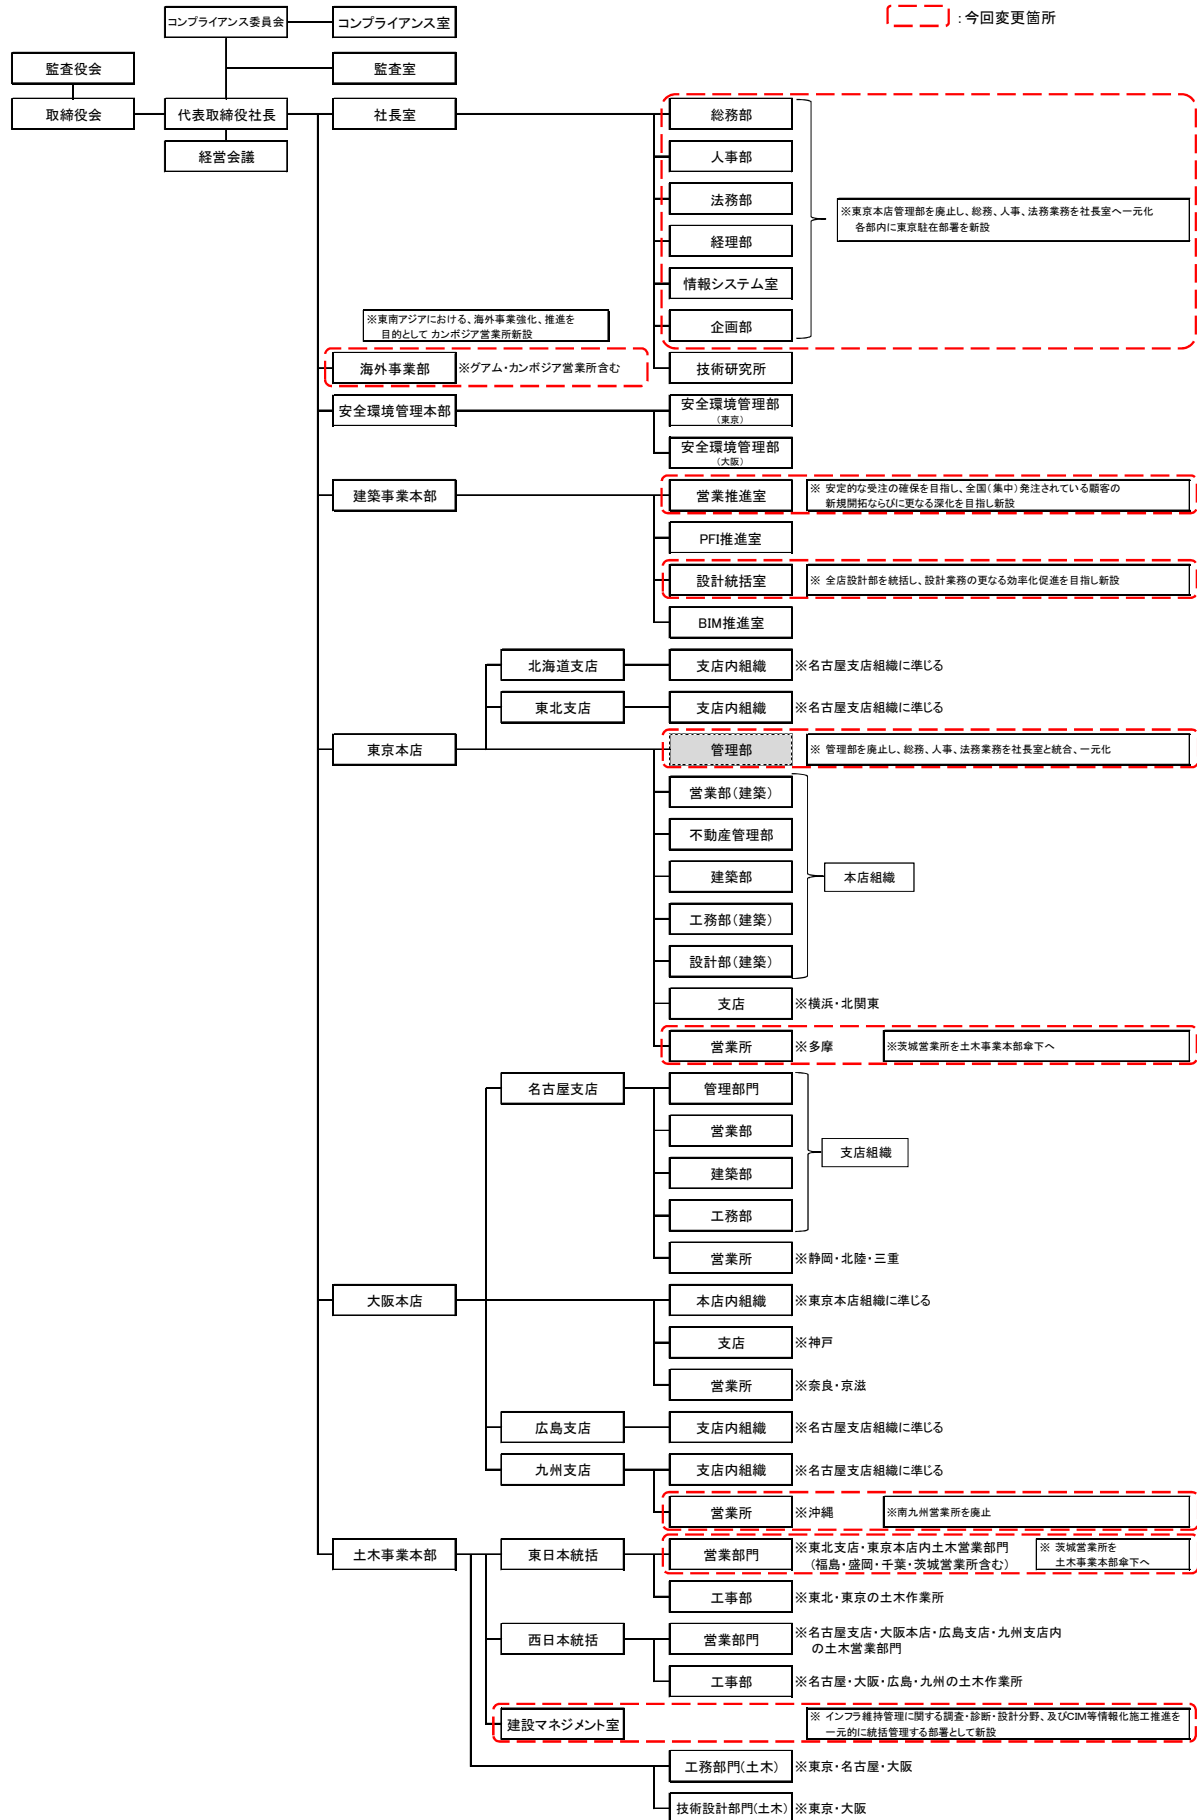 コンプライアンス委員会
コンプライアンス室
：今回変更箇所
監査役会
監査室
取締役会
代表取締役社長
社長室
総務部
経営会議
人事部
法務部
※東京本店管理部を廃止し、総務、人事、法務業務を社長室へ一元化
各部内に東京駐在部署を新設
経理部
情報システム室
※東南アジアにおける、海外事業強化、推進を
目的として カンボジア営業所新設
企画部
海外事業部
※グアム・カンボジア営業所含む
技術研究所
安全環境管理本部
安全環境管理部
(東京)
安全環境管理部
(大阪)
建築事業本部
営業推進室
※ 安定的な受注の確保を目指し、全国(集中)発注されている顧客の
新規開拓ならびに更なる深化を目指し新設
PFI推進室
設計統括室
※ 全店設計部を統括し、設計業務の更なる効率化促進を目指し新設
BIM推進室
北海道支店
支店内組織
※名古屋支店組織に準じる
東北支店
支店内組織
※名古屋支店組織に準じる
東京本店
管理部
※ 管理部を廃止し、総務、人事、法務業務を社長室と統合、一元化
営業部(建築)
不動産管理部
建築部
本店組織
工務部(建築)
設計部(建築)
支店
※横浜・北関東
営業所
※多摩
※茨城営業所を土木事業本部傘下へ
名古屋支店
管理部門
営業部
支店組織
建築部
工務部
営業所
※静岡・北陸・三重
大阪本店
本店内組織
※東京本店組織に準じる
支店
※神戸
営業所
※奈良・京滋
広島支店
支店内組織
※名古屋支店組織に準じる
九州支店
支店内組織
※名古屋支店組織に準じる
営業所
※沖縄
※南九州営業所を廃止
土木事業本部
東日本統括
営業部門
※東北支店・東京本店内土木営業部門
(福島・盛岡・千葉・茨城営業所含む)
※ 茨城営業所を
土木事業本部傘下へ
工事部
※東北・東京の土木作業所
西日本統括
営業部門
※名古屋支店・大阪本店・広島支店・九州支店内
の土木営業部門
工事部
※名古屋・大阪・広島・九州の土木作業所
建設マネジメント室
※ インフラ維持管理に関する調査・診断・設計分野、及びCIM等情報化施工推進を
一元的に統括管理する部署として新設
工務部門(土木)
※東京・名古屋・大阪
技術設計部門(土木)
※東京・大阪